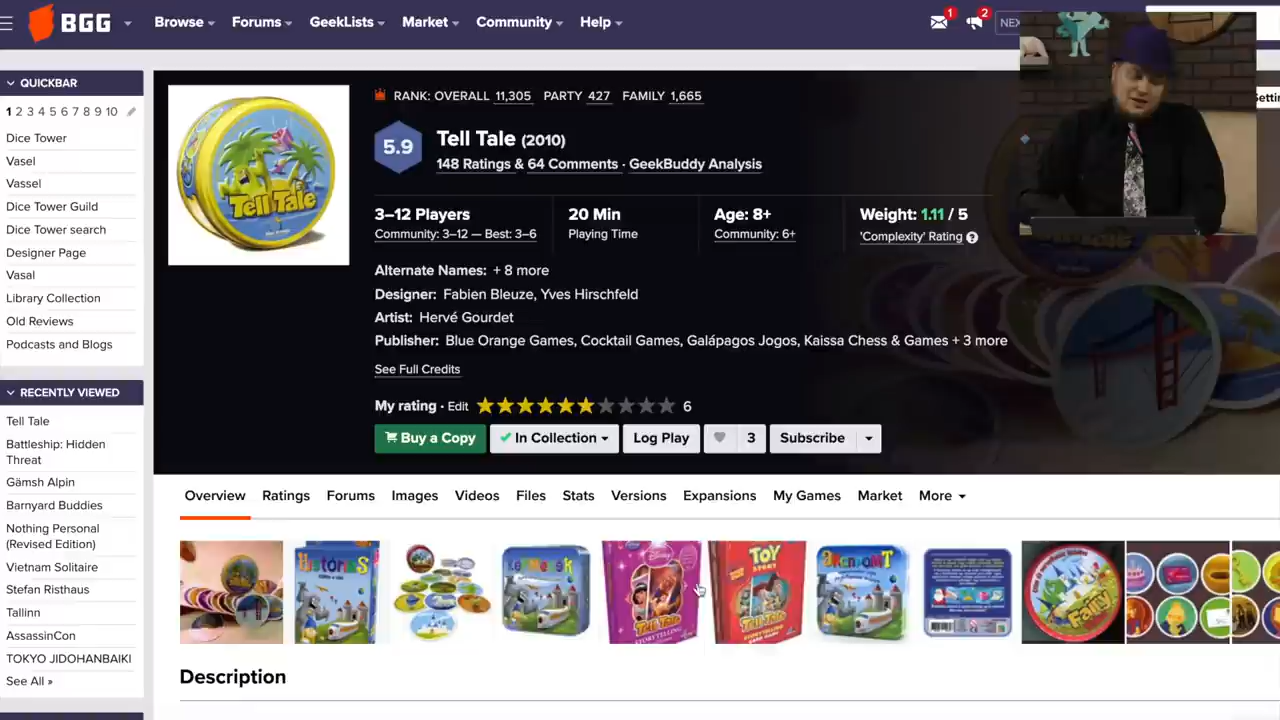 BGG
Browse
Forums
GeekLists
Market
Community
Help
1
2
NEX
QUICKBAR
1 2 3 4 5 6 7 8 9 10
Dice Tower
Vasel
Vassel
Dice Tower Guild
Dice Tower search
Designer Page
Vasal
Library Collection
Old Reviews
Podcasts and Blogs
RECENTLY VIEWED
Tell Tale
Battleship: Hidden
Threat
Gämsh Alpin
Barnyard Buddies
Nothing Personal
(Revised Edition)
Vietnam Solitaire
Stefan Risthaus
Tallinn
AssassinCon
TOKYO JIDOHANBAIKI
See All »
Tell Tale
RANK: OVERALL 11,305 PARTY 427 FAMILY 1,665
5.9
Tell Tale (2010)
148 Ratings & 64 Comments · GeekBuddy Analysis
3–12 Players
Community: 3–12 — Best: 3–6
20 Min
Playing Time
Age: 8+
Community: 6+
Weight: 1.11 / 5
'Complexity' Rating ?
Alternate Names: + 8 more
Designer: Fabien Bleuze, Yves Hirschfeld
Artist: Hervé Gourdet
Publisher: Blue Orange Games, Cocktail Games, Galápagos Jogos, Kaissa Chess & Games + 3 more
See Full Credits
My rating · Edit 6
Buy a Copy
In Collection
Log Play
3
Subscribe
Overview
Ratings
Forums
Images
Videos
Files
Stats
Versions
Expansions
My Games
Market
More
Histórias
TOY
STORY
TELL TALE
Fairy
Description